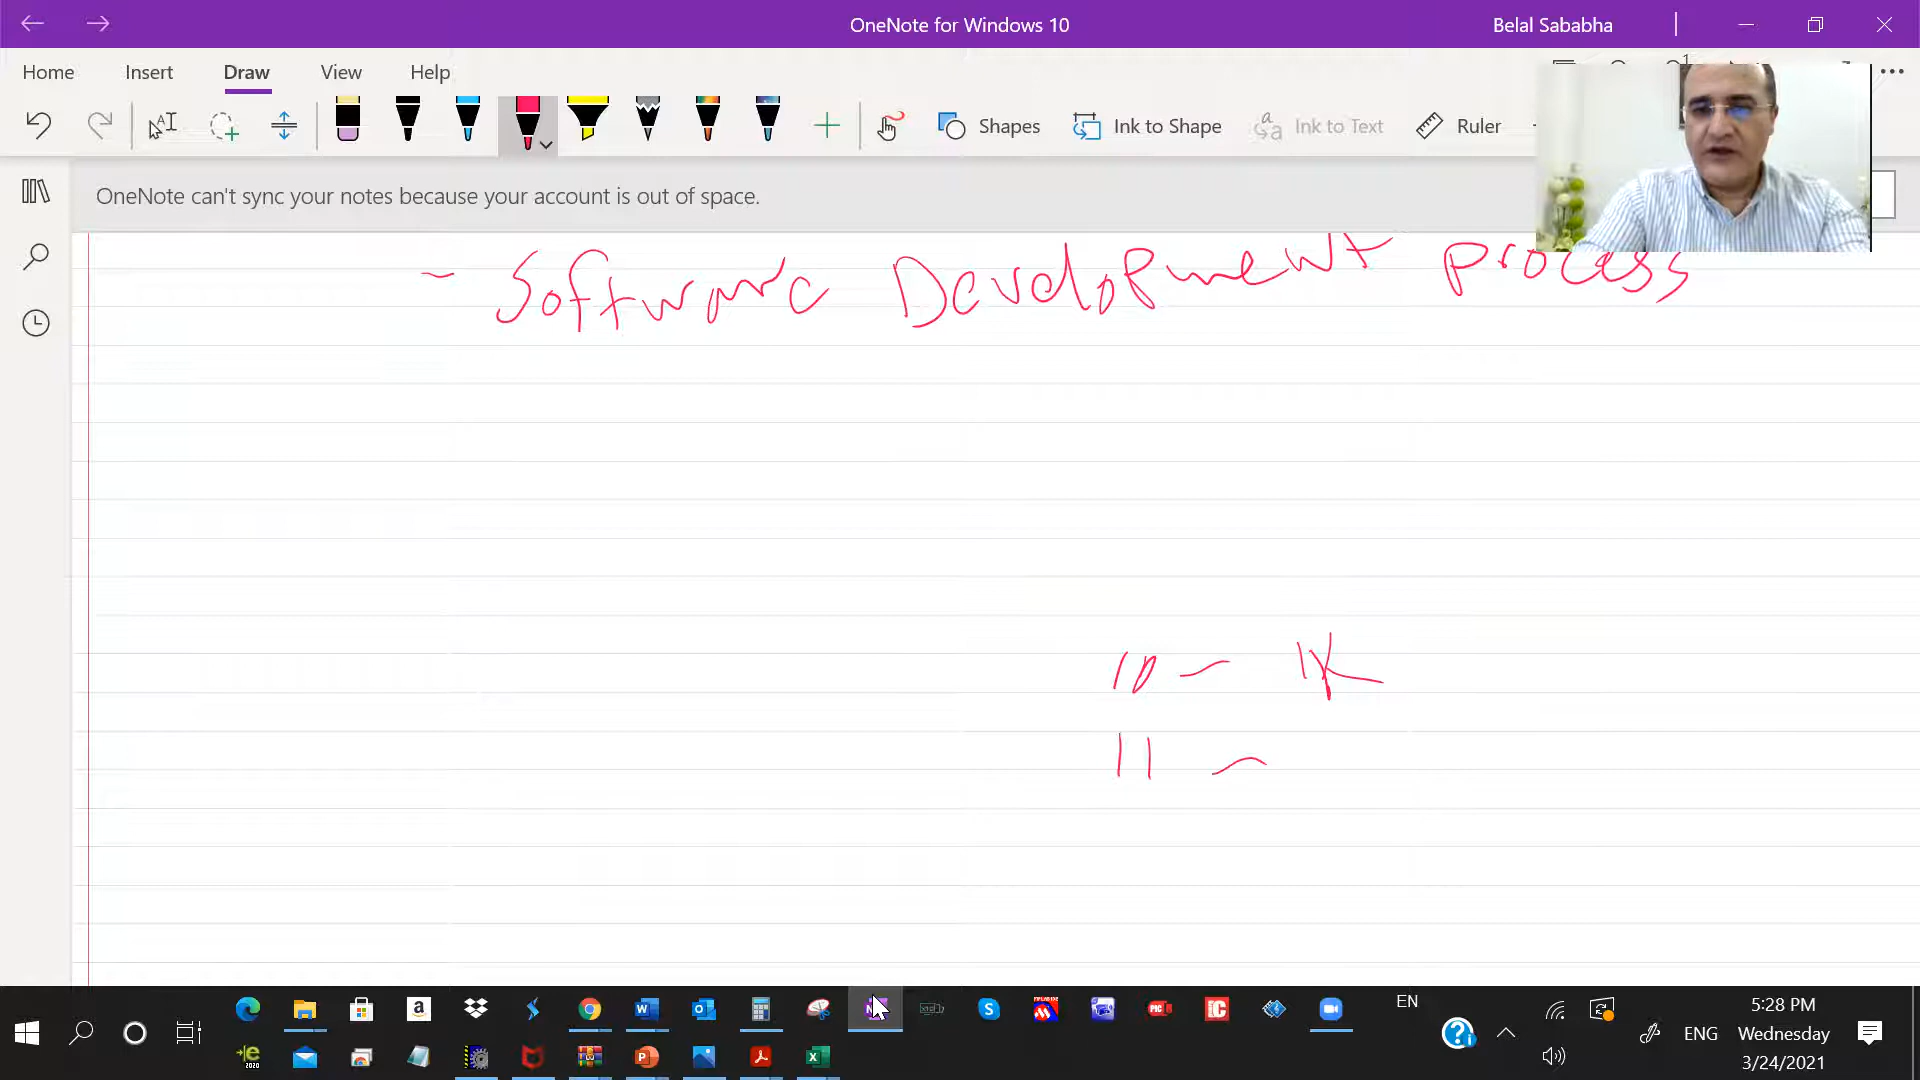 OneNote for Windows 10
Belal Sababha
Home Insert Draw View Help
Shapes Ink to Shape Ink to Text Ruler
OneNote can't sync your notes because your account is out of space.
- Software Development process
10 - 1K
11 -
EN
5:28 PM
ENG Wednesday
3/24/2021